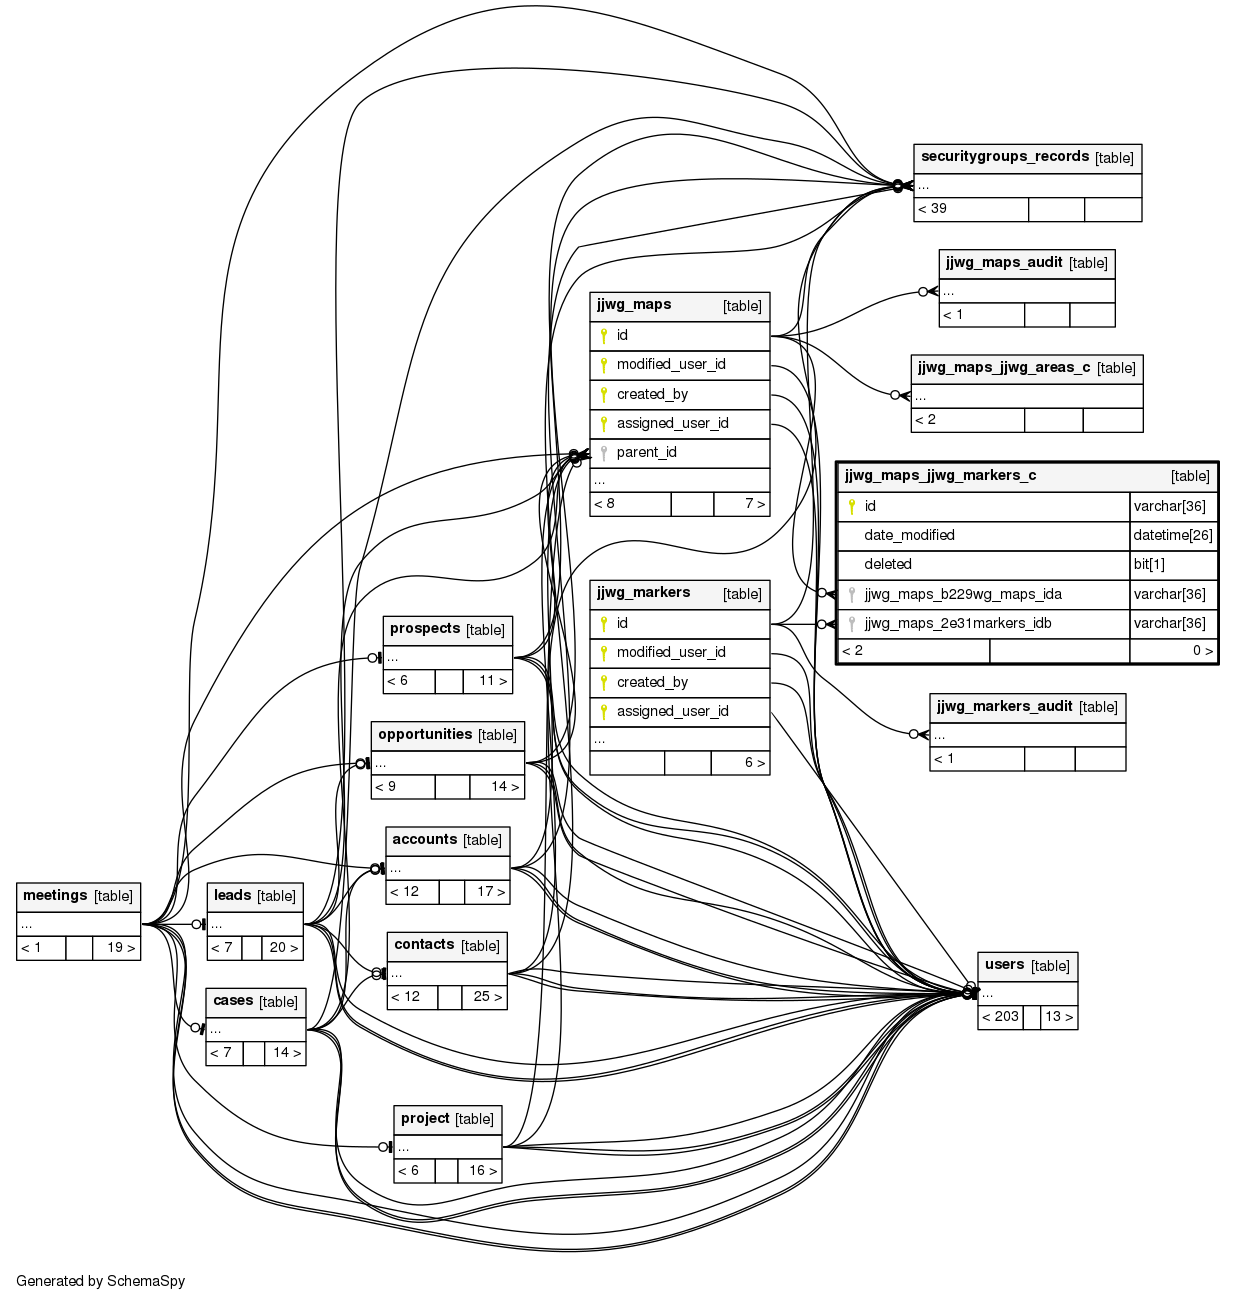 securitygroups_records [table]
...
< 39
jjwg_maps_audit [table]
...
< 1
jjwg_maps [table]
id
modified_user_id
created_by
assigned_user_id
parent_id
...
< 8 7 >
jjwg_maps_jjwg_areas_c [table]
...
< 2
jjwg_maps_jjwg_markers_c [table]
id varchar[36]
date_modified datetime[26]
deleted bit[1]
jjwg_maps_b229wg_maps_ida varchar[36]
jjwg_maps_2e31markers_idb varchar[36]
< 2 0 >
jjwg_markers [table]
id
modified_user_id
created_by
assigned_user_id
...
6 >
prospects [table]
...
< 6 11 >
jjwg_markers_audit [table]
...
< 1
opportunities [table]
...
< 9 14 >
accounts [table]
...
< 12 17 >
meetings [table]
...
< 1 19 >
leads [table]
...
< 7 20 >
contacts [table]
...
< 12 25 >
users [table]
...
< 203 13 >
cases [table]
...
< 7 14 >
project [table]
...
< 6 16 >
Generated by SchemaSpy